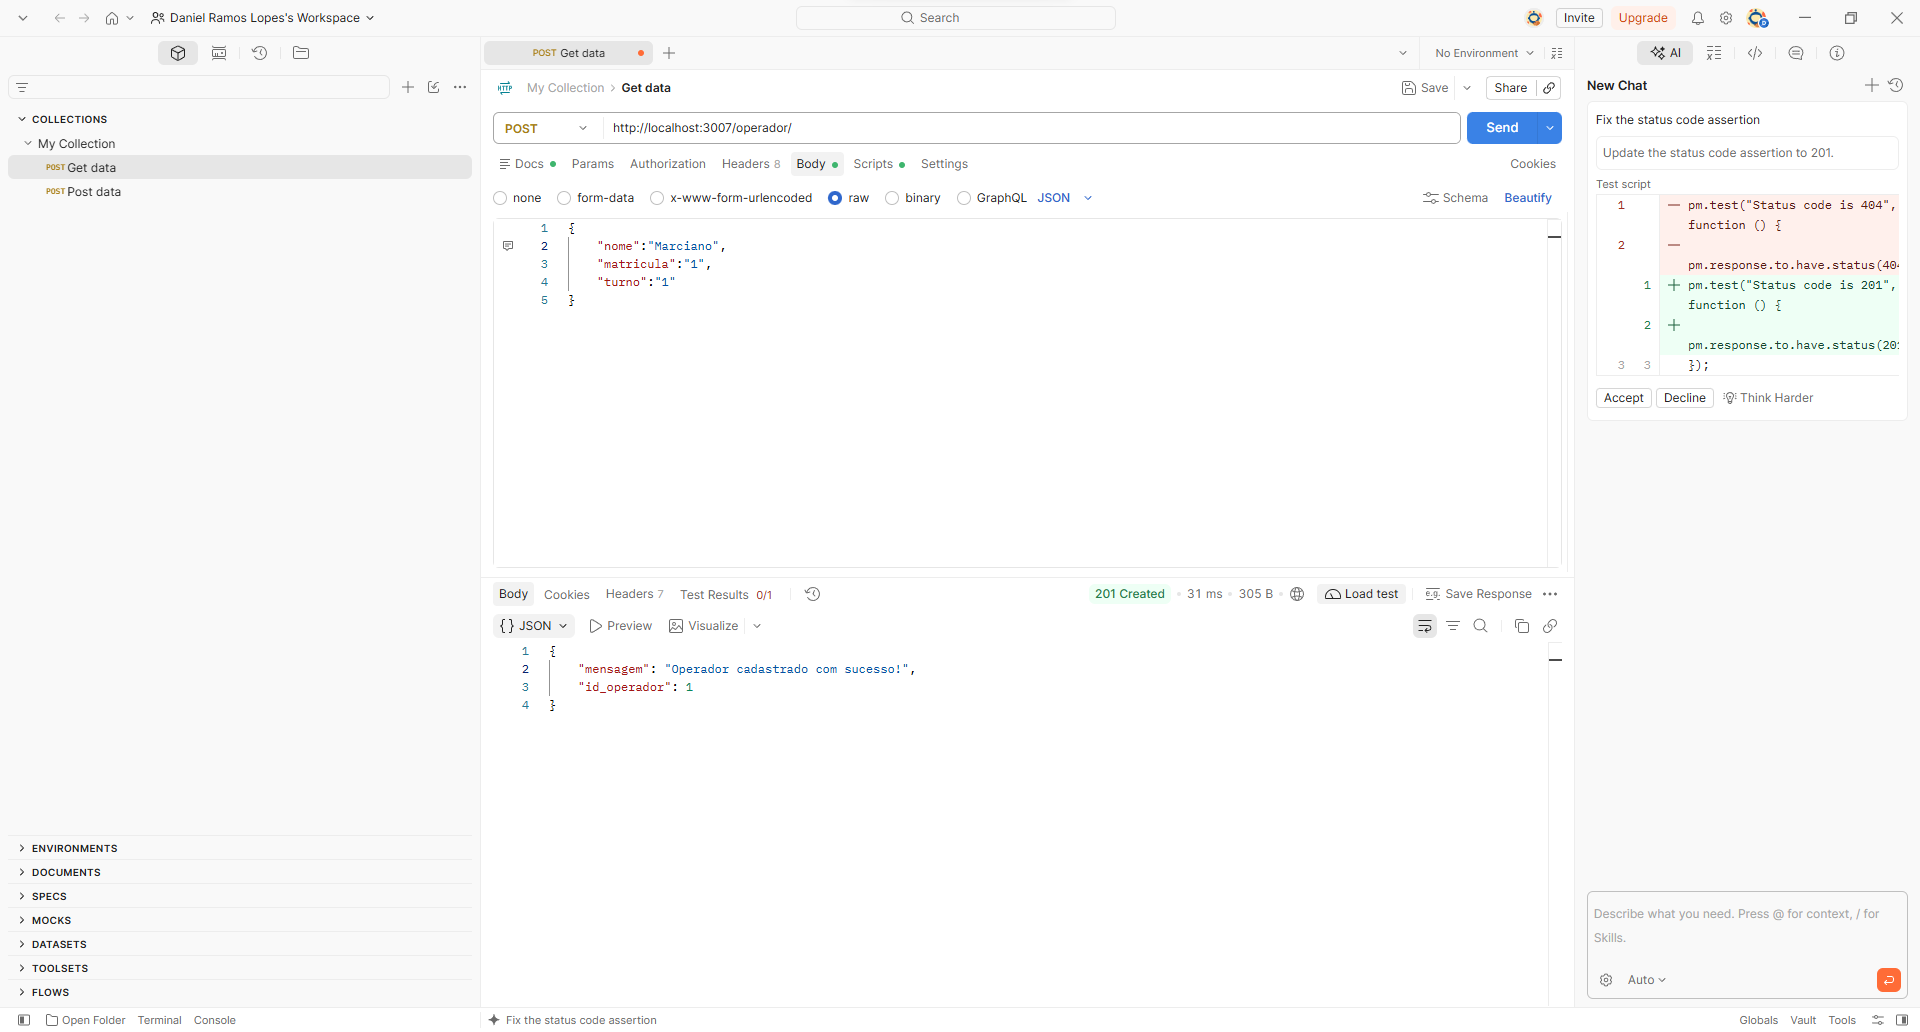 Daniel Ramos Lopes's Workspace
Search
Invite
Upgrade
COLLECTIONS
My Collection
POST Get data
POST Post data
ENVIRONMENTS
DOCUMENTS
SPECS
MOCKS
DATASETS
TOOLSETS
FLOWS
POST Get data
No Environment
HTTP My Collection > Get data
Save
Share
POST
http://localhost:3007/operador/
Send
Docs Params Authorization Headers 8 Body Scripts Settings
Cookies
none form-data x-www-form-urlencoded raw binary GraphQL JSON
Schema Beautify
1 {
2 "nome":"Marciano",
3 "matricula":"1",
4 "turno":"1"
5 }
Body Cookies Headers 7 Test Results 0/1
201 Created 31 ms 305 B Load test e.g. Save Response
{} JSON Preview Visualize
1 {
2 "mensagem": "Operador cadastrado com sucesso!",
3 "id_operador": 1
4 }
AI
New Chat
Fix the status code assertion
Update the status code assertion to 201.
Test script
1 — pm.test("Status code is 404",
function () {
2 —
pm.response.to.have.status(404
1 + pm.test("Status code is 201",
function () {
2 +
pm.response.to.have.status(201
3 3 });
Accept Decline Think Harder
Describe what you need. Press @ for context, / for
Skills.
Auto
Open Folder Terminal Console
Fix the status code assertion
Globals Vault Tools